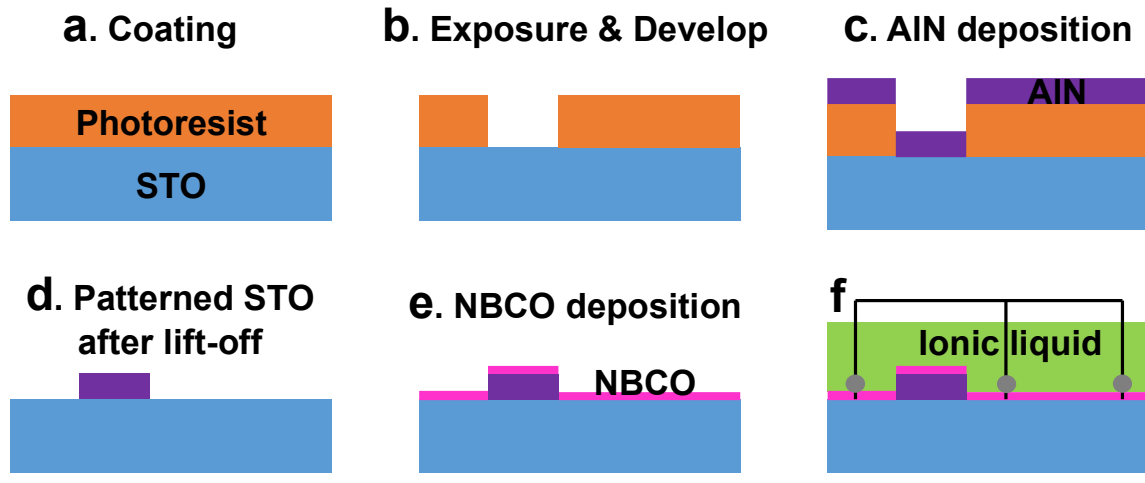 a. Coating
b. Exposure & Develop
c. AlN deposition
Photoresist
STO
AlN
d. Patterned STO
after lift-off
e. NBCO deposition
NBCO
f
Ionic liquid